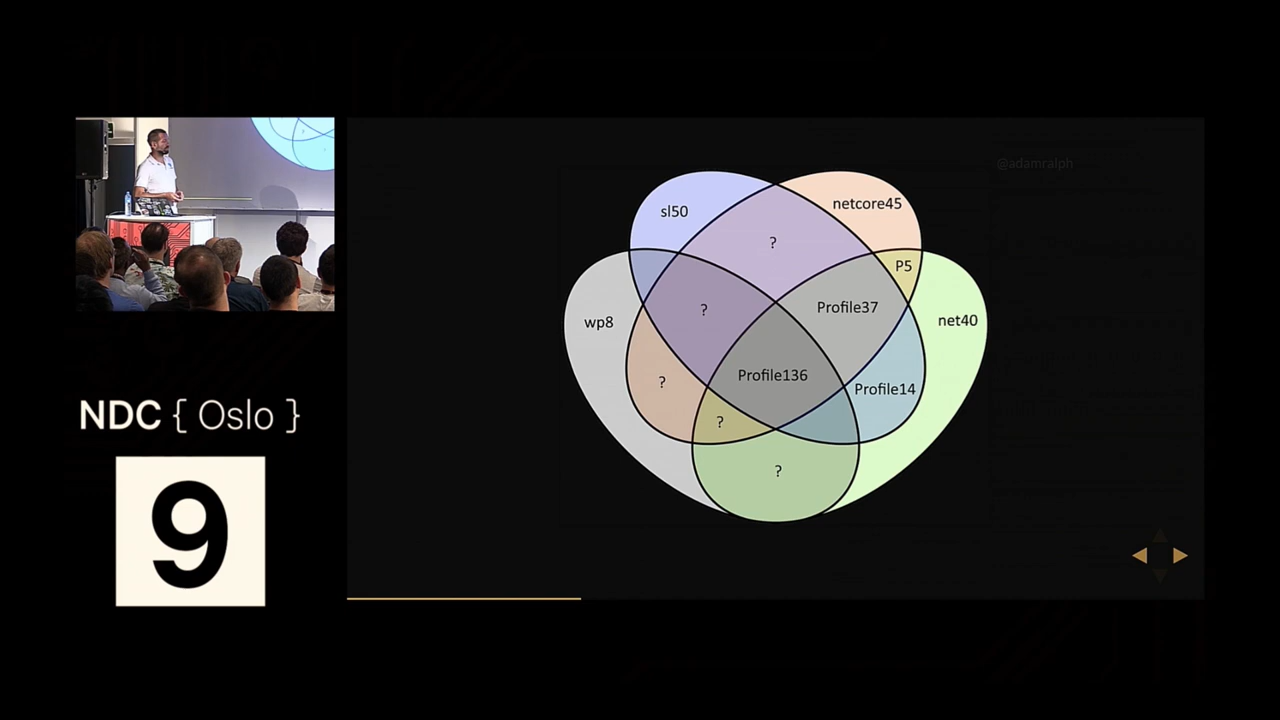 @adamralph
sl50
netcore45
?
P5
?
Profile37
wp8
net40
Profile136
?
Profile14
?
?
NDC { Oslo }
9